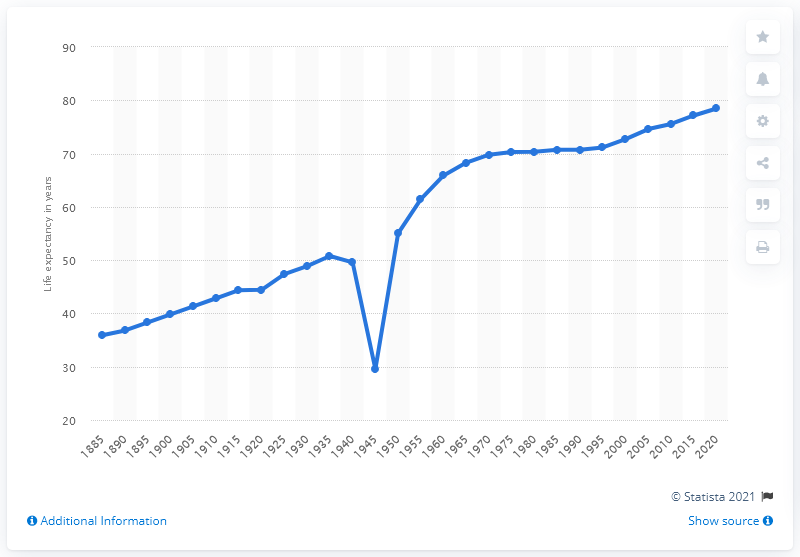 90
80
70
60
50
40
30
20
Life expectancy in years
1885 1890 1895 1900 1905 1910 1915 1920 1925 1930 1935 1940 1945 1950 1955 1960 1965 1970 1975 1980 1985 1990 1995 2000 2005 2010 2015 2020
© Statista 2021
Additional Information
Show source